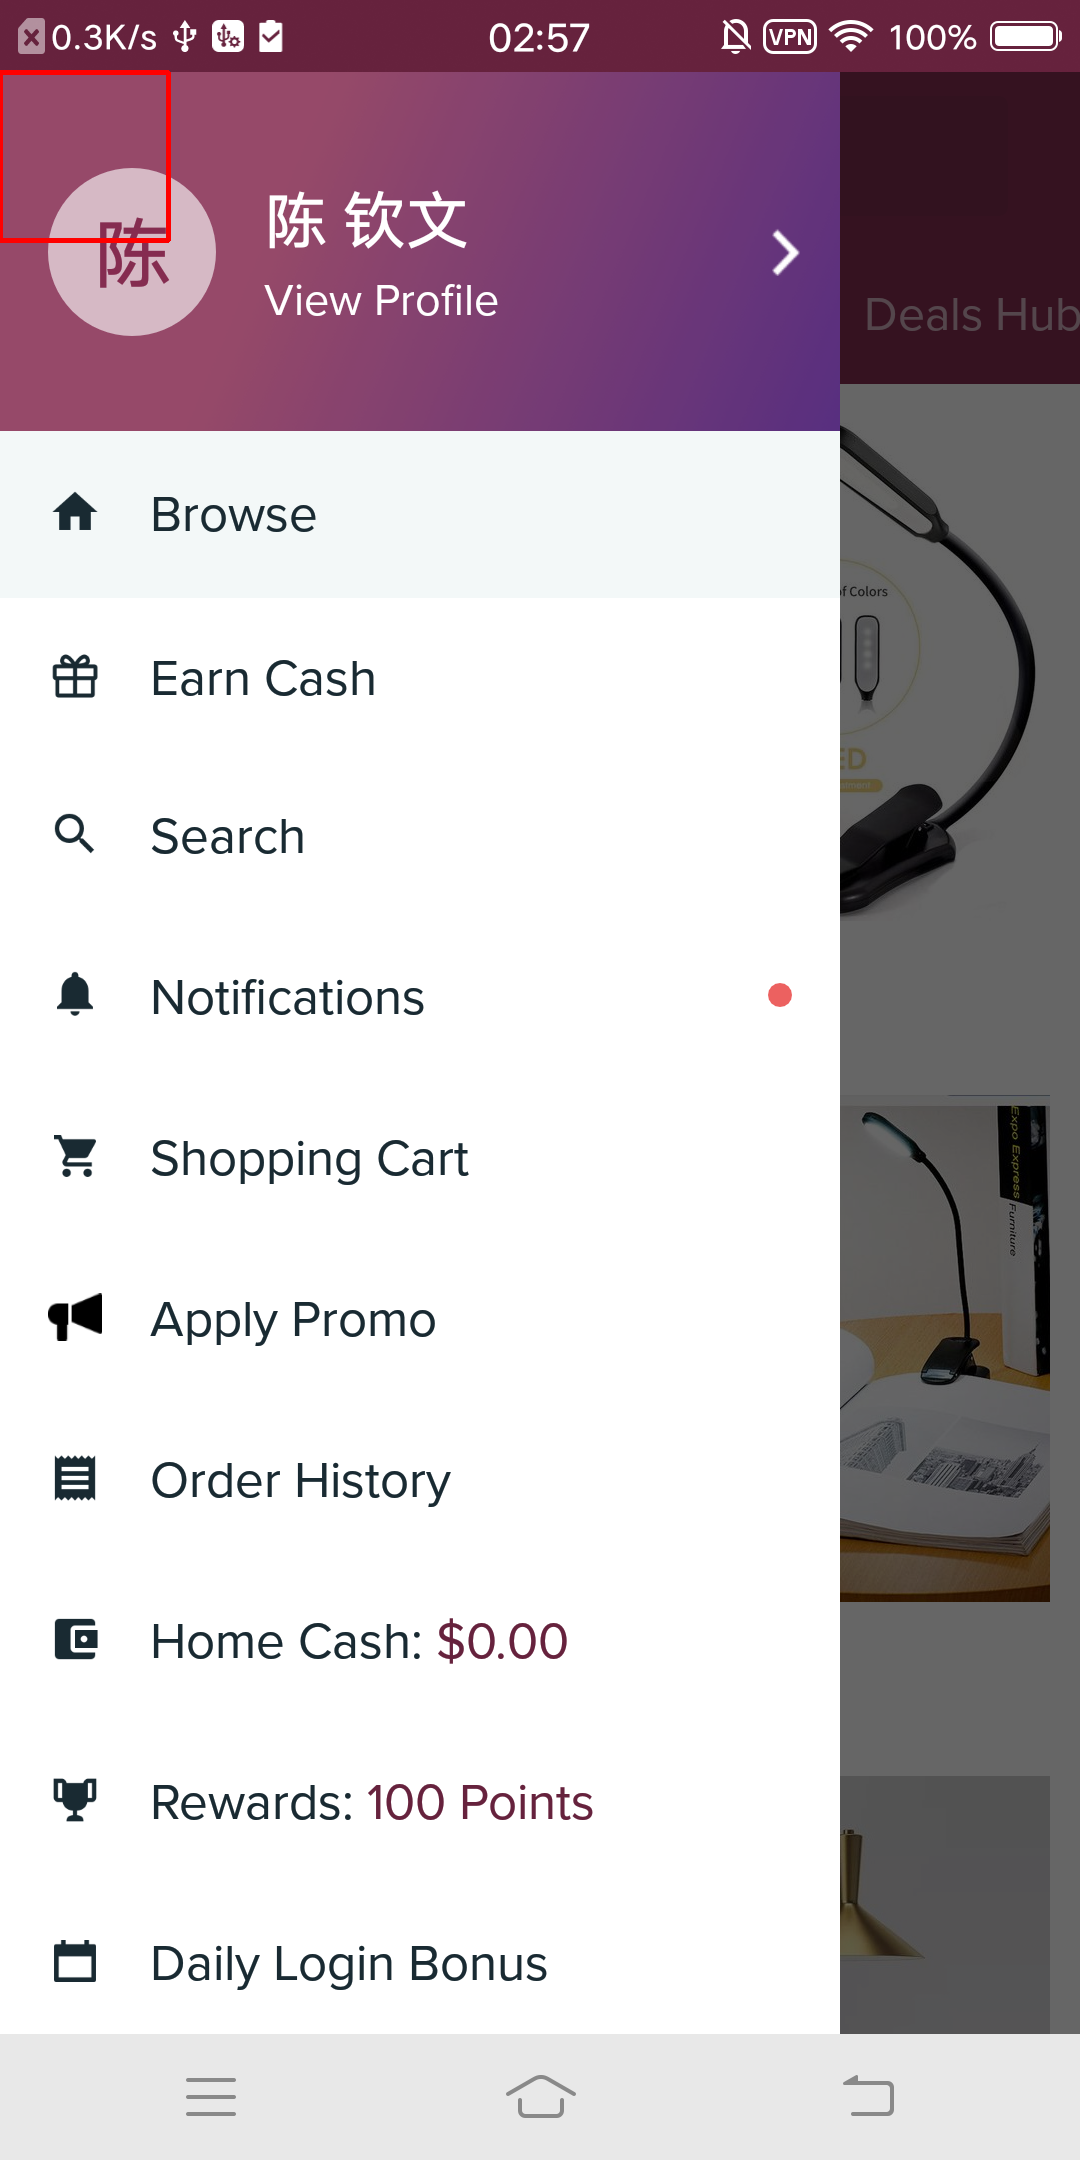 0.3K/s 02:57 VPN 100%
陈
陈 钦文
View Profile
Deals Hub
Browse
of Colors
Earn Cash
ED
Search
Notifications
Expo Express
Furniture
Shopping Cart
Apply Promo
Order History
Home Cash: $0.00
Rewards: 100 Points
Daily Login Bonus